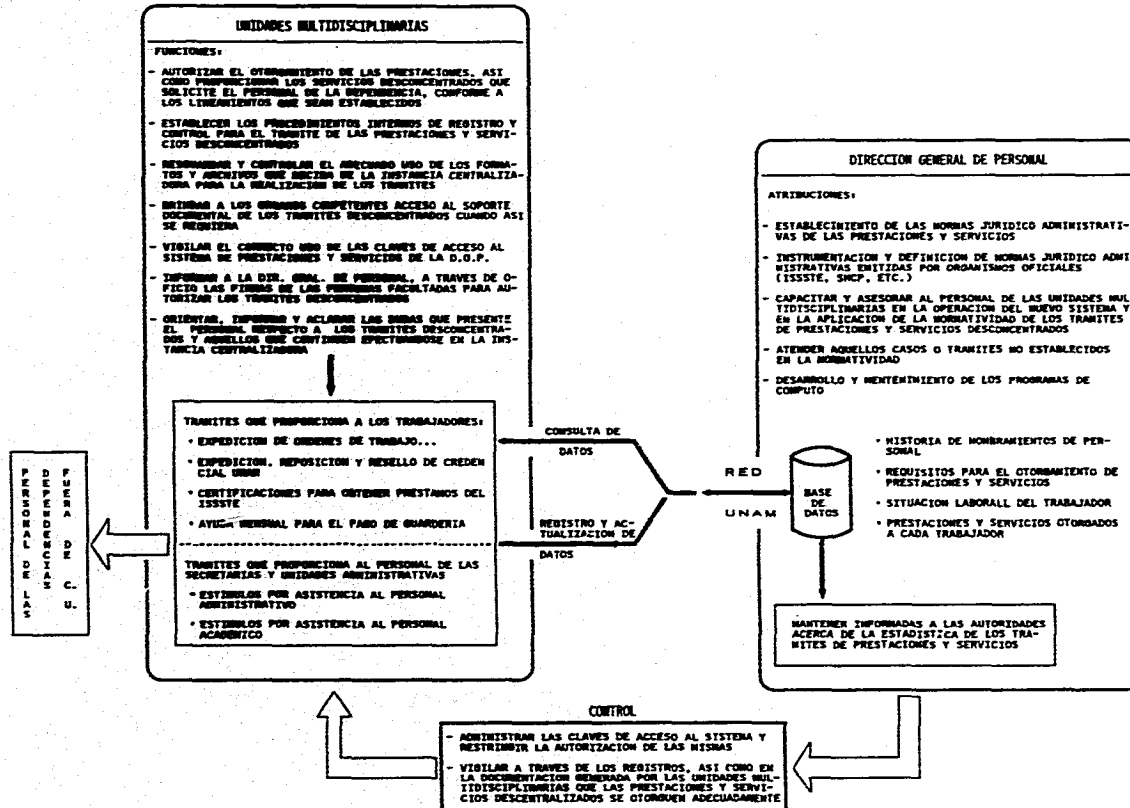 UNIDADES MULTIDISCIPLINARIAS
FUNCIONES:
- AUTORIZAR EL OTORGAMIENTO DE LAS PRESTACIONES, ASI
COMO PROPORCIONAR LOS SERVICIOS DESCONCENTRADOS QUE
SOLICITE EL PERSONAL DE LA DEPENDENCIA, CONFORME A
LOS LINEAMIENTOS QUE SEAN ESTABLECIDOS
- ESTABLECER LOS PROCEDIMIENTOS INTERNOS DE REGISTRO Y
CONTROL PARA EL TRAMITE DE LAS PRESTACIONES Y SERVI-
CIOS DESCONCENTRADOS
- RESGUARDAR Y CONTROLAR EL ADECUADO USO DE LOS FORMA-
TOS Y ARCHIVOS QUE RECIBA DE LA INSTANCIA CENTRALIZA-
DORA PARA LA REALIZACION DE LOS TRAMITES
- BRINDAR A LOS ORGANOS COMPETENTES ACCESO AL SOPORTE
DOCUMENTAL DE LOS TRAMITES DESCONCENTRADOS CUANDO ASI
SE REQUIERA
- VIGILAR EL CORRECTO USO DE LAS CLAVES DE ACCESO AL
SISTEMA DE PRESTACIONES Y SERVICIOS DE LA D.G.P.
- INFORMAR A LA DIR. GRAL. DE PERSONAL, A TRAVES DE O-
FICIO LAS FIRMAS DE LAS PERSONAS FACULTADAS PARA AU-
TORIZAR LOS TRAMITES DESCONCENTRADOS
- ORIENTAR, INFORMAR Y ACLARAR LAS DUDAS QUE PRESENTE
EL PERSONAL RESPECTO A LOS TRAMITES DESCONCENTRA-
DOS Y AQUELLOS QUE CONTINUEN EFECTUANDOSE EN LA INS-
TANCIA CENTRALIZADORA
TRAMITES QUE PROPORCIONA A LOS TRABAJADORES:
• EXPEDICION DE ORDENES DE TRABAJO...
• EXPEDICION, REPOSICION Y RESELLO DE CREDEN
CIAL UNAM
• CERTIFICACIONES PARA OBTENER PRESTAMOS DEL
ISSSTE
• AYUDA MENSUAL PARA EL PAGO DE GUARDERIA
TRAMITES QUE PROPORCIONA AL PERSONAL DE LAS
SECRETARIAS Y UNIDADES ADMINISTRATIVAS
• ESTIMULOS POR ASISTENCIA AL PERSONAL
ADMINISTRATIVO
• ESTIMULOS POR ASISTENCIA AL PERSONAL
ACADEMICO
PERSONAL DE LAS
DEPENDENCIAS
FUERA DE C.U.
CONSULTA DE
DATOS
REGISTRO Y AC-
TUALIZACION DE
DATOS
RED
UNAM
DIRECCION GENERAL DE PERSONAL
ATRIBUCIONES:
- ESTABLECIMIENTO DE LAS NORMAS JURIDICO ADMINISTRATI-
VAS DE LAS PRESTACIONES Y SERVICIOS
- INSTRUMENTACION Y DEFINICION DE NORMAS JURIDICO ADMI
NISTRATIVAS EMITIDAS POR ORGANISMOS OFICIALES
(ISSSTE, SHCP, ETC.)
- CAPACITAR Y ASESORAR AL PERSONAL DE LAS UNIDADES MUL
TIDISCIPLINARIAS EN LA OPERACION DEL NUEVO SISTEMA Y
EN LA APLICACION DE LA NORMATIVIDAD DE LOS TRAMITES
DE PRESTACIONES Y SERVICIOS DESCONCENTRADOS
- ATENDER AQUELLOS CASOS O TRAMITES NO ESTABLECIDOS
EN LA NORMATIVIDAD
- DESARROLLO Y MENTENIMIENTO DE LOS PROGRAMAS DE
COMPUTO
BASE
DE
DATOS
• HISTORIA DE NOMBRAMIENTOS DE PER-
SONAL
• REQUISITOS PARA EL OTORGAMIENTO DE
PRESTACIONES Y SERVICIOS
• SITUACION LABORALL DEL TRABAJADOR
• PRESTACIONES Y SERVICIOS OTORGADOS
A CADA TRABAJADOR
MANTENER INFORMADAS A LAS AUTORIDADES
ACERCA DE LA ESTADISTICA DE LOS TRA-
MITES DE PRESTACIONES Y SERVICIOS
CONTROL
- ADMINISTRAR LAS CLAVES DE ACCESO AL SISTEMA Y
RESTRINGIR LA AUTORIZACION DE LAS MISMAS
- VIGILAR A TRAVES DE LOS REGISTROS, ASI COMO EN
LA DOCUMENTACION GENERADA POR LAS UNIDADES MUL-
TIDISCIPLINARIAS QUE LAS PRESTACIONES Y SERVI-
CIOS DESCENTRALIZADOS SE OTORGUEN ADECUADAMENTE